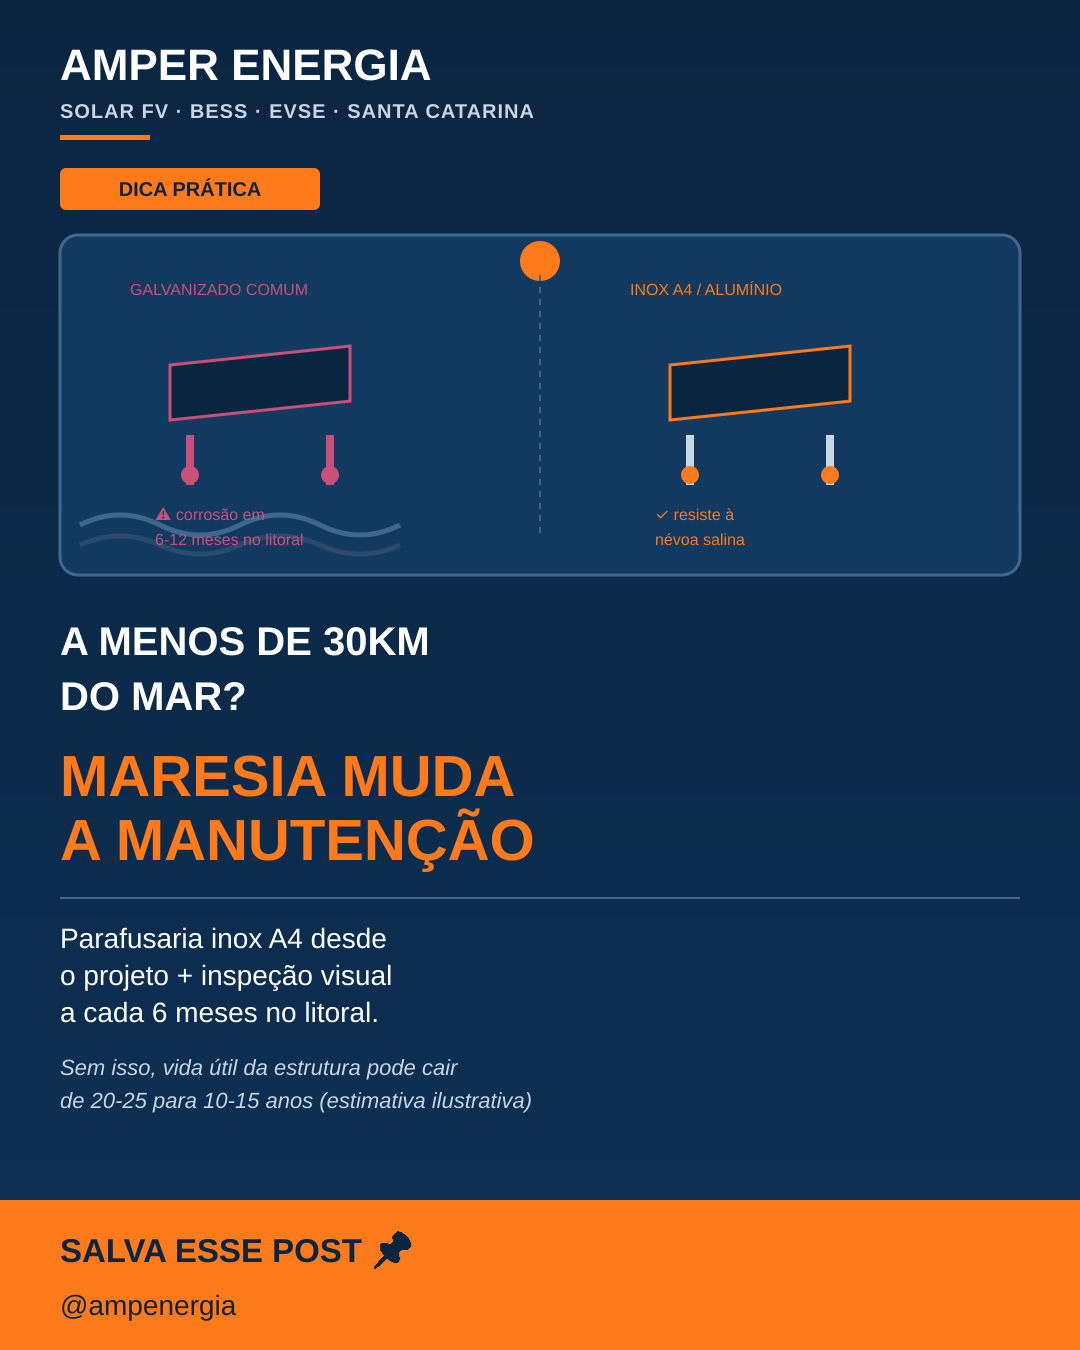 AMPER ENERGIA
SOLAR FV · BESS · EVSE · SANTA CATARINA
DICA PRÁTICA
GALVANIZADO COMUM
INOX A4 / ALUMÍNIO
⚠ corrosão em
6-12 meses no litoral
✓ resiste à
névoa salina
A MENOS DE 30KM
DO MAR?
MARESIA MUDA
A MANUTENÇÃO
Parafusaria inox A4 desde
o projeto + inspeção visual
a cada 6 meses no litoral.
Sem isso, vida útil da estrutura pode cair
de 20-25 para 10-15 anos (estimativa ilustrativa)
SALVA ESSE POST 📌
@ampenergia